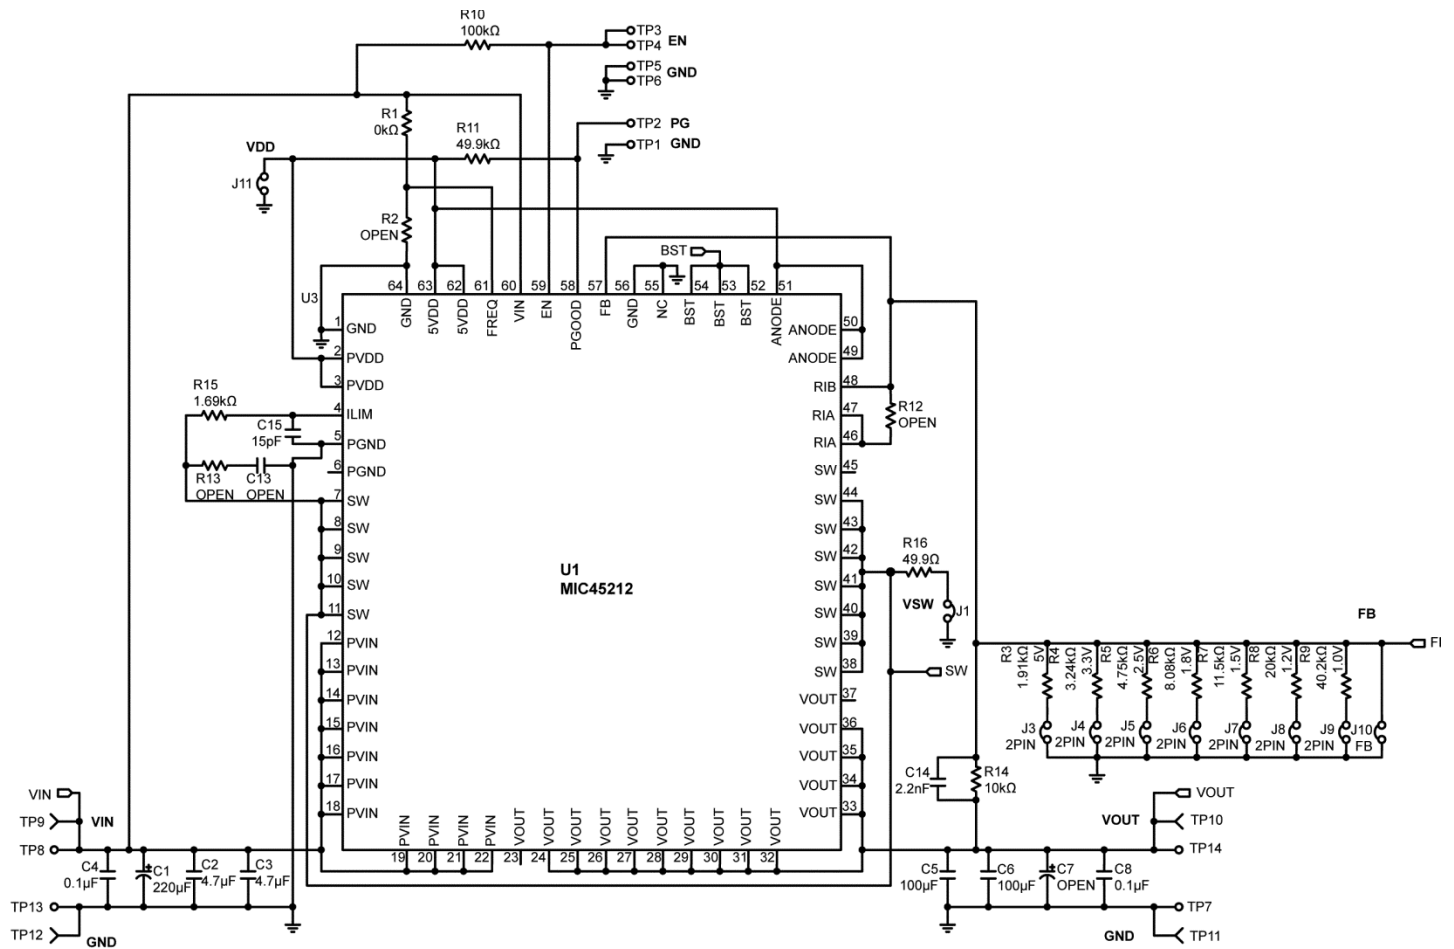 R10
100kΩ
TP3
TP4 EN
TP5
TP6 GND
R1
0kΩ
R11
49.9kΩ
TP2 PG
TP1 GND
VDD
J11
R2
OPEN
BST
U3
64 63 62 61 60 59 58 57 56 55 54 53 52 51
GND
5VDD
5VDD
FREQ
VIN
EN
PGOOD
FB
GND
NC
BST
BST
BST
ANODE
1 GND
2 PVDD
3 PVDD
4 ILIM
5 PGND
6 PGND
7 SW
8 SW
9 SW
10 SW
11 SW
12 PVIN
13 PVIN
14 PVIN
15 PVIN
16 PVIN
17 PVIN
18 PVIN
R15
1.69kΩ
C15
15pF
R13
OPEN
C13
OPEN
U1
MIC45212
ANODE 50
ANODE 49
RIB 48
RIA 47
RIA 46
SW 45
SW 44
SW 43
SW 42
SW 41
SW 40
SW 39
SW 38
VOUT 37
VOUT 36
VOUT 35
VOUT 34
VOUT 33
R12
OPEN
R16
49.9Ω
VSW
J1
SW
FB
R3
1.91kΩ
5V
R4
3.24kΩ
3.3V
R5
4.75kΩ
2.5V
R6
8.08kΩ
1.8V
R7
11.5kΩ
1.5V
R8
20kΩ
1.2V
R9
40.2kΩ
1.0V
J3
2PIN
J4
2PIN
J5
2PIN
J6
2PIN
J7
2PIN
J8
2PIN
J9
2PIN
J10
FB
C14
2.2nF
R14
10kΩ
PVIN
PVIN
PVIN
PVIN
VOUT
VOUT
VOUT
VOUT
VOUT
VOUT
VOUT
VOUT
VOUT
VOUT
19 20 21 22 23 24 25 26 27 28 29 30 31 32
VIN
TP9 VIN
TP8
C4
0.1µF
C1
220µF
C2
4.7µF
C3
4.7µF
TP13
TP12
GND
VOUT
VOUT TP10
TP14
C5
100µF
C6
100µF
C7
OPEN
C8
0.1µF
TP7
GND TP11